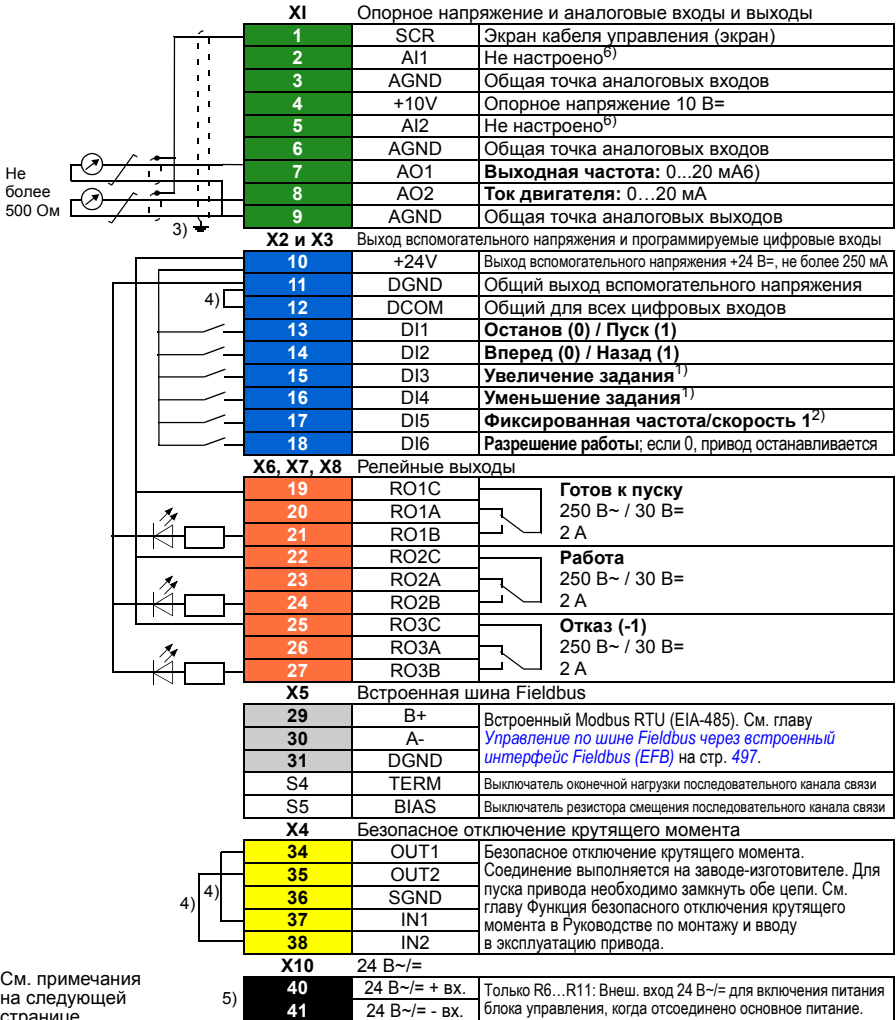 XI Опорное напряжение и аналоговые входы и выходы
1 SCR Экран кабеля управления (экран)
2 AI1 Не настроено6)
3 AGND Общая точка аналоговых входов
4 +10V Опорное напряжение 10 В=
5 AI2 Не настроено6)
6 AGND Общая точка аналоговых входов
7 AO1 Выходная частота: 0...20 мА6)
8 AO2 Ток двигателя: 0…20 мА
9 AGND Общая точка аналоговых выходов
Не
более
500 Ом
3)
X2 и X3 Выход вспомогательного напряжения и программируемые цифровые входы
10 +24V Выход вспомогательного напряжения +24 В=, не более 250 мА
11 DGND Общий выход вспомогательного напряжения
4)
12 DCOM Общий для всех цифровых входов
13 DI1 Останов (0) / Пуск (1)
14 DI2 Вперед (0) / Назад (1)
15 DI3 Увеличение задания1)
16 DI4 Уменьшение задания1)
17 DI5 Фиксированная частота/скорость 12)
18 DI6 Разрешение работы; если 0, привод останавливается
X6, X7, X8 Релейные выходы
19 RO1C Готов к пуску
20 RO1A 250 В~ / 30 В=
21 RO1B 2 А
22 RO2C Работа
23 RO2A 250 В~ / 30 В=
24 RO2B 2 А
25 RO3C Отказ (-1)
26 RO3A 250 В~ / 30 В=
27 RO3B 2 А
X5 Встроенная шина Fieldbus
29 B+
30 A-
31 DGND
Встроенный Modbus RTU (EIA-485). См. главу
Управление по шине Fieldbus через встроенный
интерфейс Fieldbus (EFB) на стр. 497.
S4 TERM Выключатель оконечной нагрузки последовательного канала связи
S5 BIAS Выключатель резистора смещения последовательного канала связи
X4 Безопасное отключение крутящего момента
34 OUT1
35 OUT2
36 SGND
37 IN1
38 IN2
4)
4)
Безопасное отключение крутящего момента.
Соединение выполняется на заводе-изготовителе. Для
пуска привода необходимо замкнуть обе цепи. См.
главу Функция безопасного отключения крутящего
момента в Руководстве по монтажу и вводу
в эксплуатацию привода.
X10 24 В~/=
40 24 В~/= + вх.
41 24 В~/= - вх.
5)
Только R6…R11: Внеш. вход 24 В~/= для включения питания
блока управления, когда отсоединено основное питание.
См. примечания
на следующей
странице